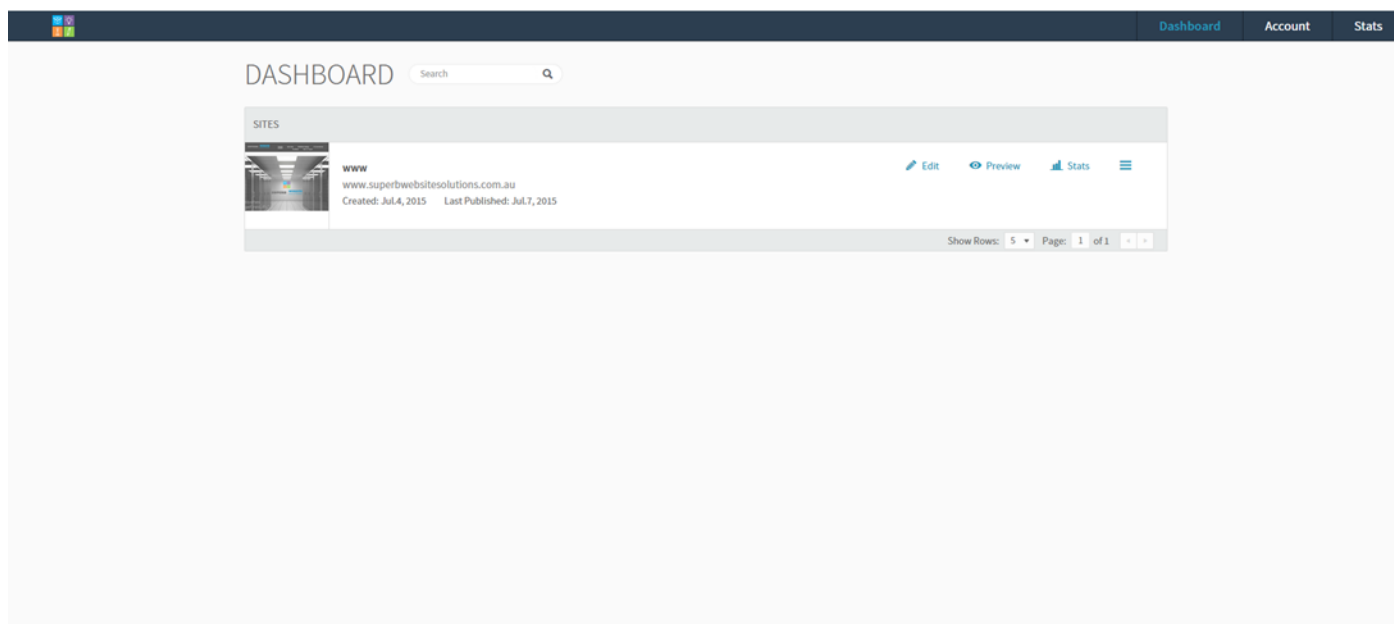 Dashboard Account Stats
DASHBOARD Search
SITES
www
Edit Preview Stats
www.superbwebsitesolutions.com.au
Created: Jul.4, 2015 Last Published: Jul.7, 2015
Show Rows: 5 Page: 1 of 1